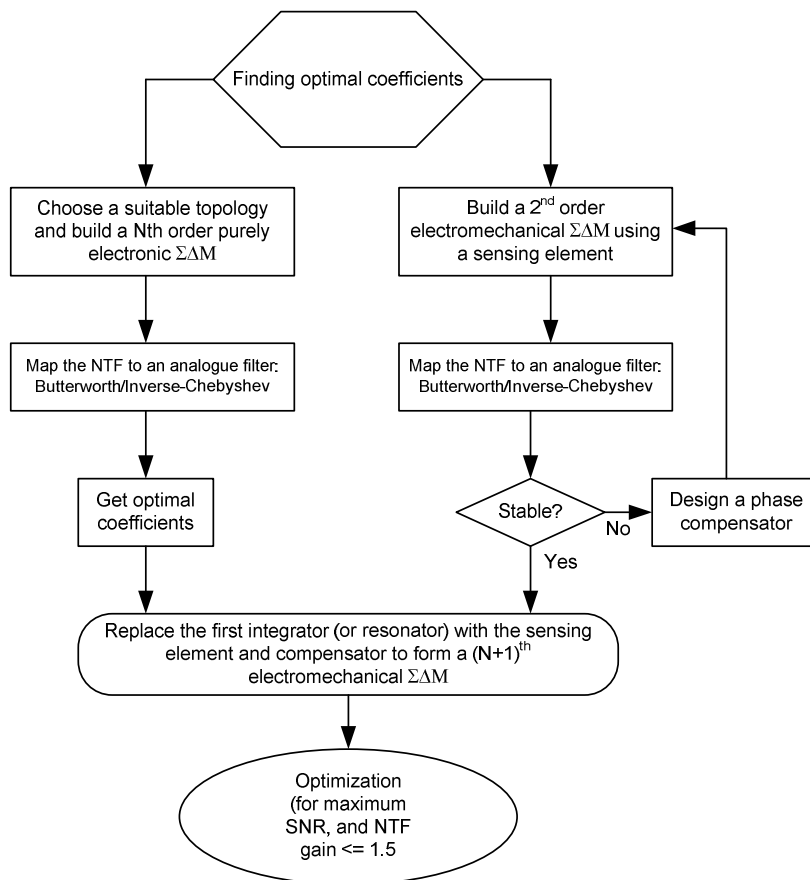 Finding optimal coefficients
Choose a suitable topology
and build a Nth order purely
electronic ΣΔM
Build a 2nd order
electromechanical ΣΔM using
a sensing element
Map the NTF to an analogue filter:
Butterworth/Inverse-Chebyshev
Map the NTF to an analogue filter:
Butterworth/Inverse-Chebyshev
Get optimal
coefficients
Stable?
No
Design a phase
compensator
Yes
Replace the first integrator (or resonator) with the sensing
element and compensator to form a (N+1)th
electromechanical ΣΔM
Optimization
(for maximum
SNR, and NTF
gain <= 1.5